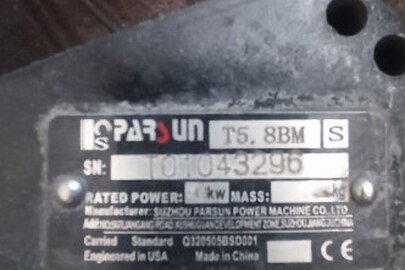 PARSUN T5.8BM S
SN: T01043296
RATED POWER: kw MASS: kg
Manufacturer: SUZHOU PARSUN POWER MACHINE CO.,LTD
Carried Standard Q320505BSD001
Engineered in USA Made in China CE